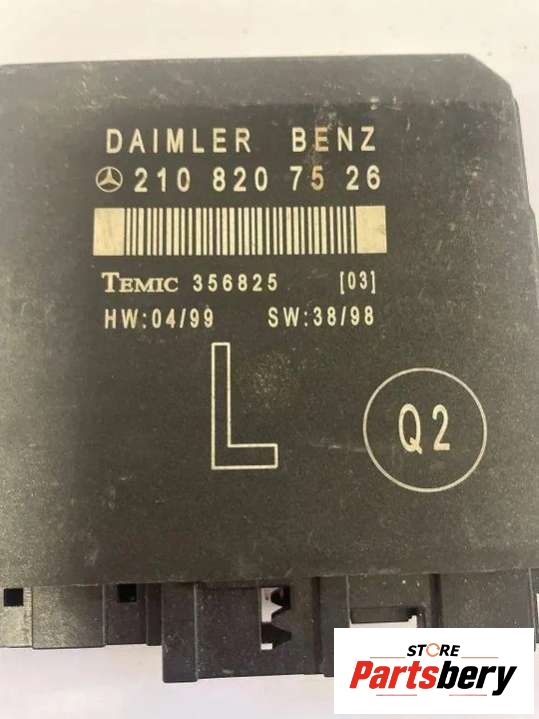 DAIMLER BENZ
210 820 75 26
TEMIC 356825 [03]
HW:04/99 SW:38/98
L
Q2
STORE
Partsbery